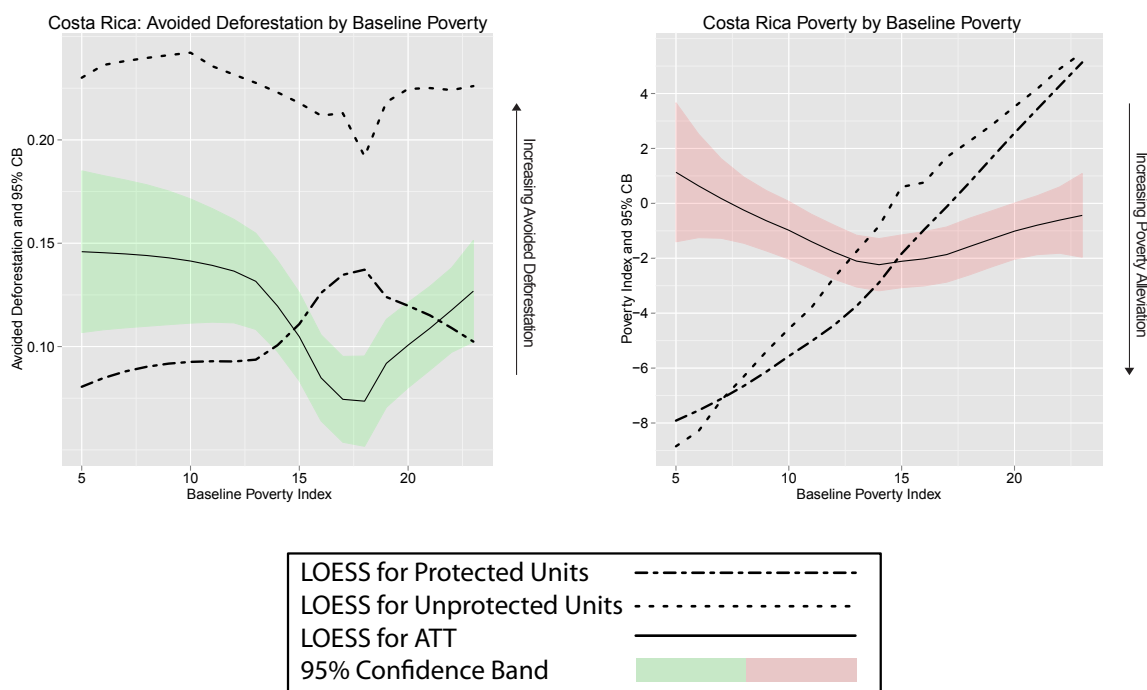 Costa Rica: Avoided Deforestation by Baseline Poverty
Avoided Deforestation and 95% CB
0.20
0.15
0.10
5
10
15
20
Baseline Poverty Index
Increasing Avoided Deforestation
Costa Rica Poverty by Baseline Poverty
Poverty Index and 95% CB
4
2
0
−2
−4
−6
−8
5
10
15
20
Baseline Poverty Index
Increasing Poverty Alleviation
LOESS for Protected Units
LOESS for Unprotected Units
LOESS for ATT
95% Confidence Band